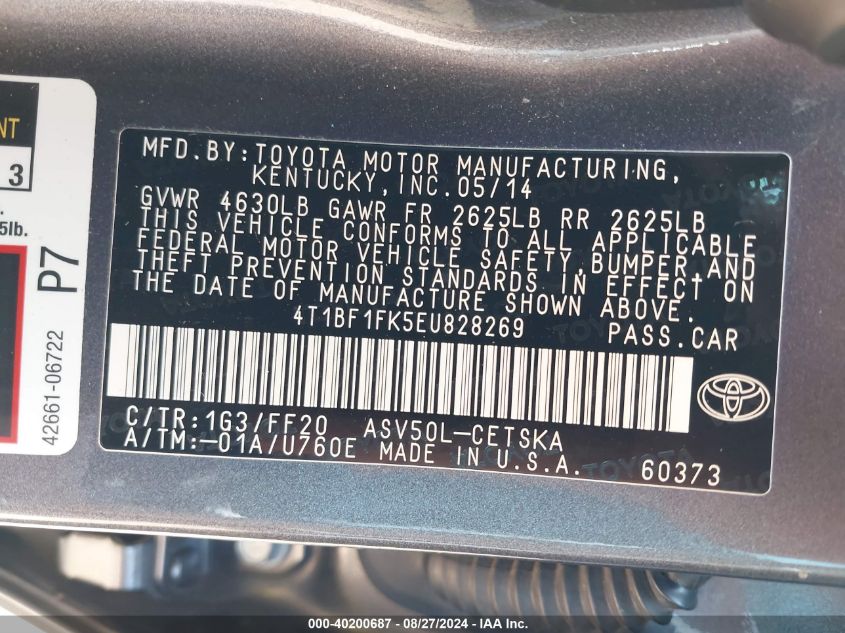 NT
3
5lb.
P7
42661-06722
MFD.BY:TOYOTA MOTOR MANUFACTURING,
KENTUCKY,INC.05/14
GVWR 4630LB GAWR FR 2625LB RR 2625LB
THIS VEHICLE CONFORMS TO ALL APPLICABLE
FEDERAL MOTOR VEHICLE SAFETY,BUMPER,AND
THEFT PREVENTION STANDARDS IN EFFECT ON
THE DATE OF MANUFACTURE SHOWN ABOVE.
4T1BF1FK5EU828269 PASS.CAR
C/TR:1G3/FF20 ASV50L-CETSKA
A/TM:-01A/U760E MADE IN U.S.A. 60373
000-40200687 - 08/27/2024 - IAA Inc.